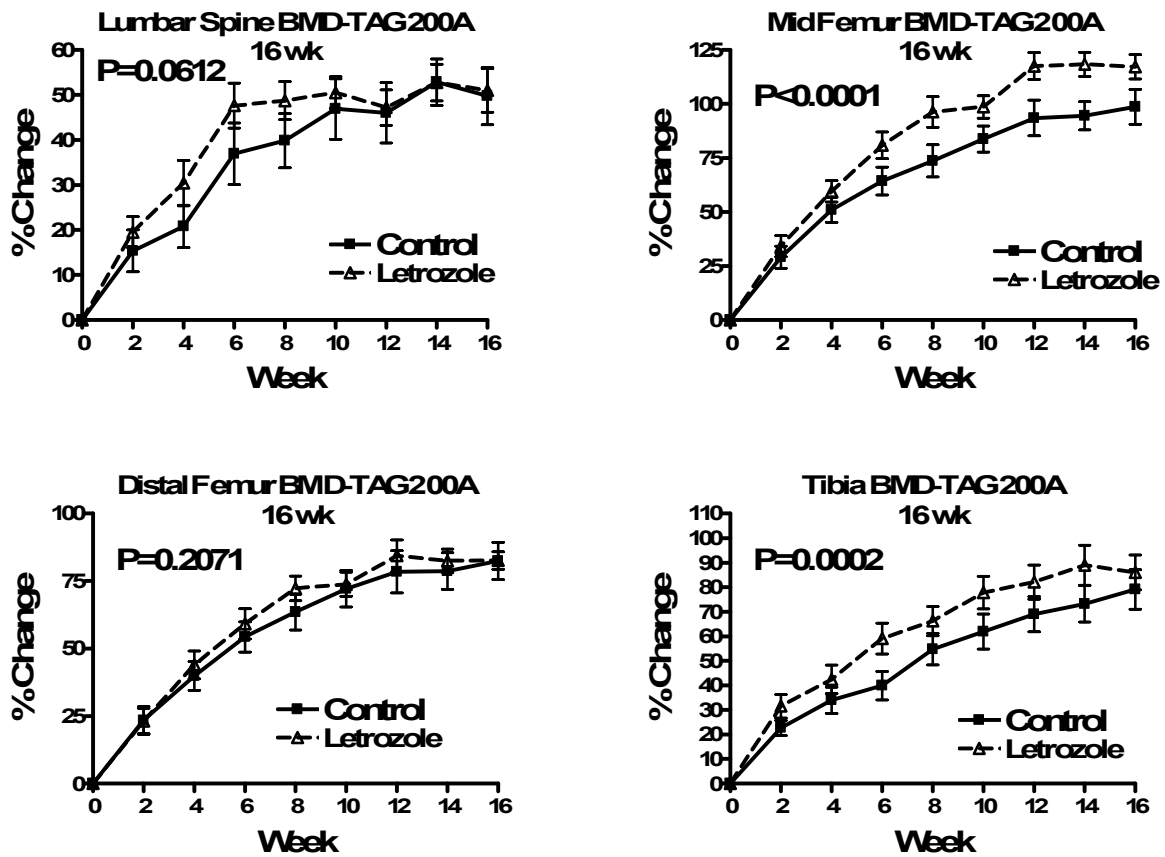 Lumbar Spine BMD-TAG200A
16 wk
P=0.0612
60
50
40
30
20
10
0
%Change
Control
Letrozole
0 2 4 6 8 10 12 14 16
Week
Mid Femur BMD-TAG200A
16 wk
P<0.0001
125
100
75
50
25
0
%Change
Control
Letrozole
0 2 4 6 8 10 12 14 16
Week
Distal Femur BMD-TAG200A
16 wk
P=0.2071
100
75
50
25
0
%Change
Control
Letrozole
0 2 4 6 8 10 12 14 16
Week
Tibia BMD-TAG200A
16 wk
P=0.0002
110
100
90
80
70
60
50
40
30
20
10
0
%Change
Control
Letrozole
0 2 4 6 8 10 12 14 16
Week